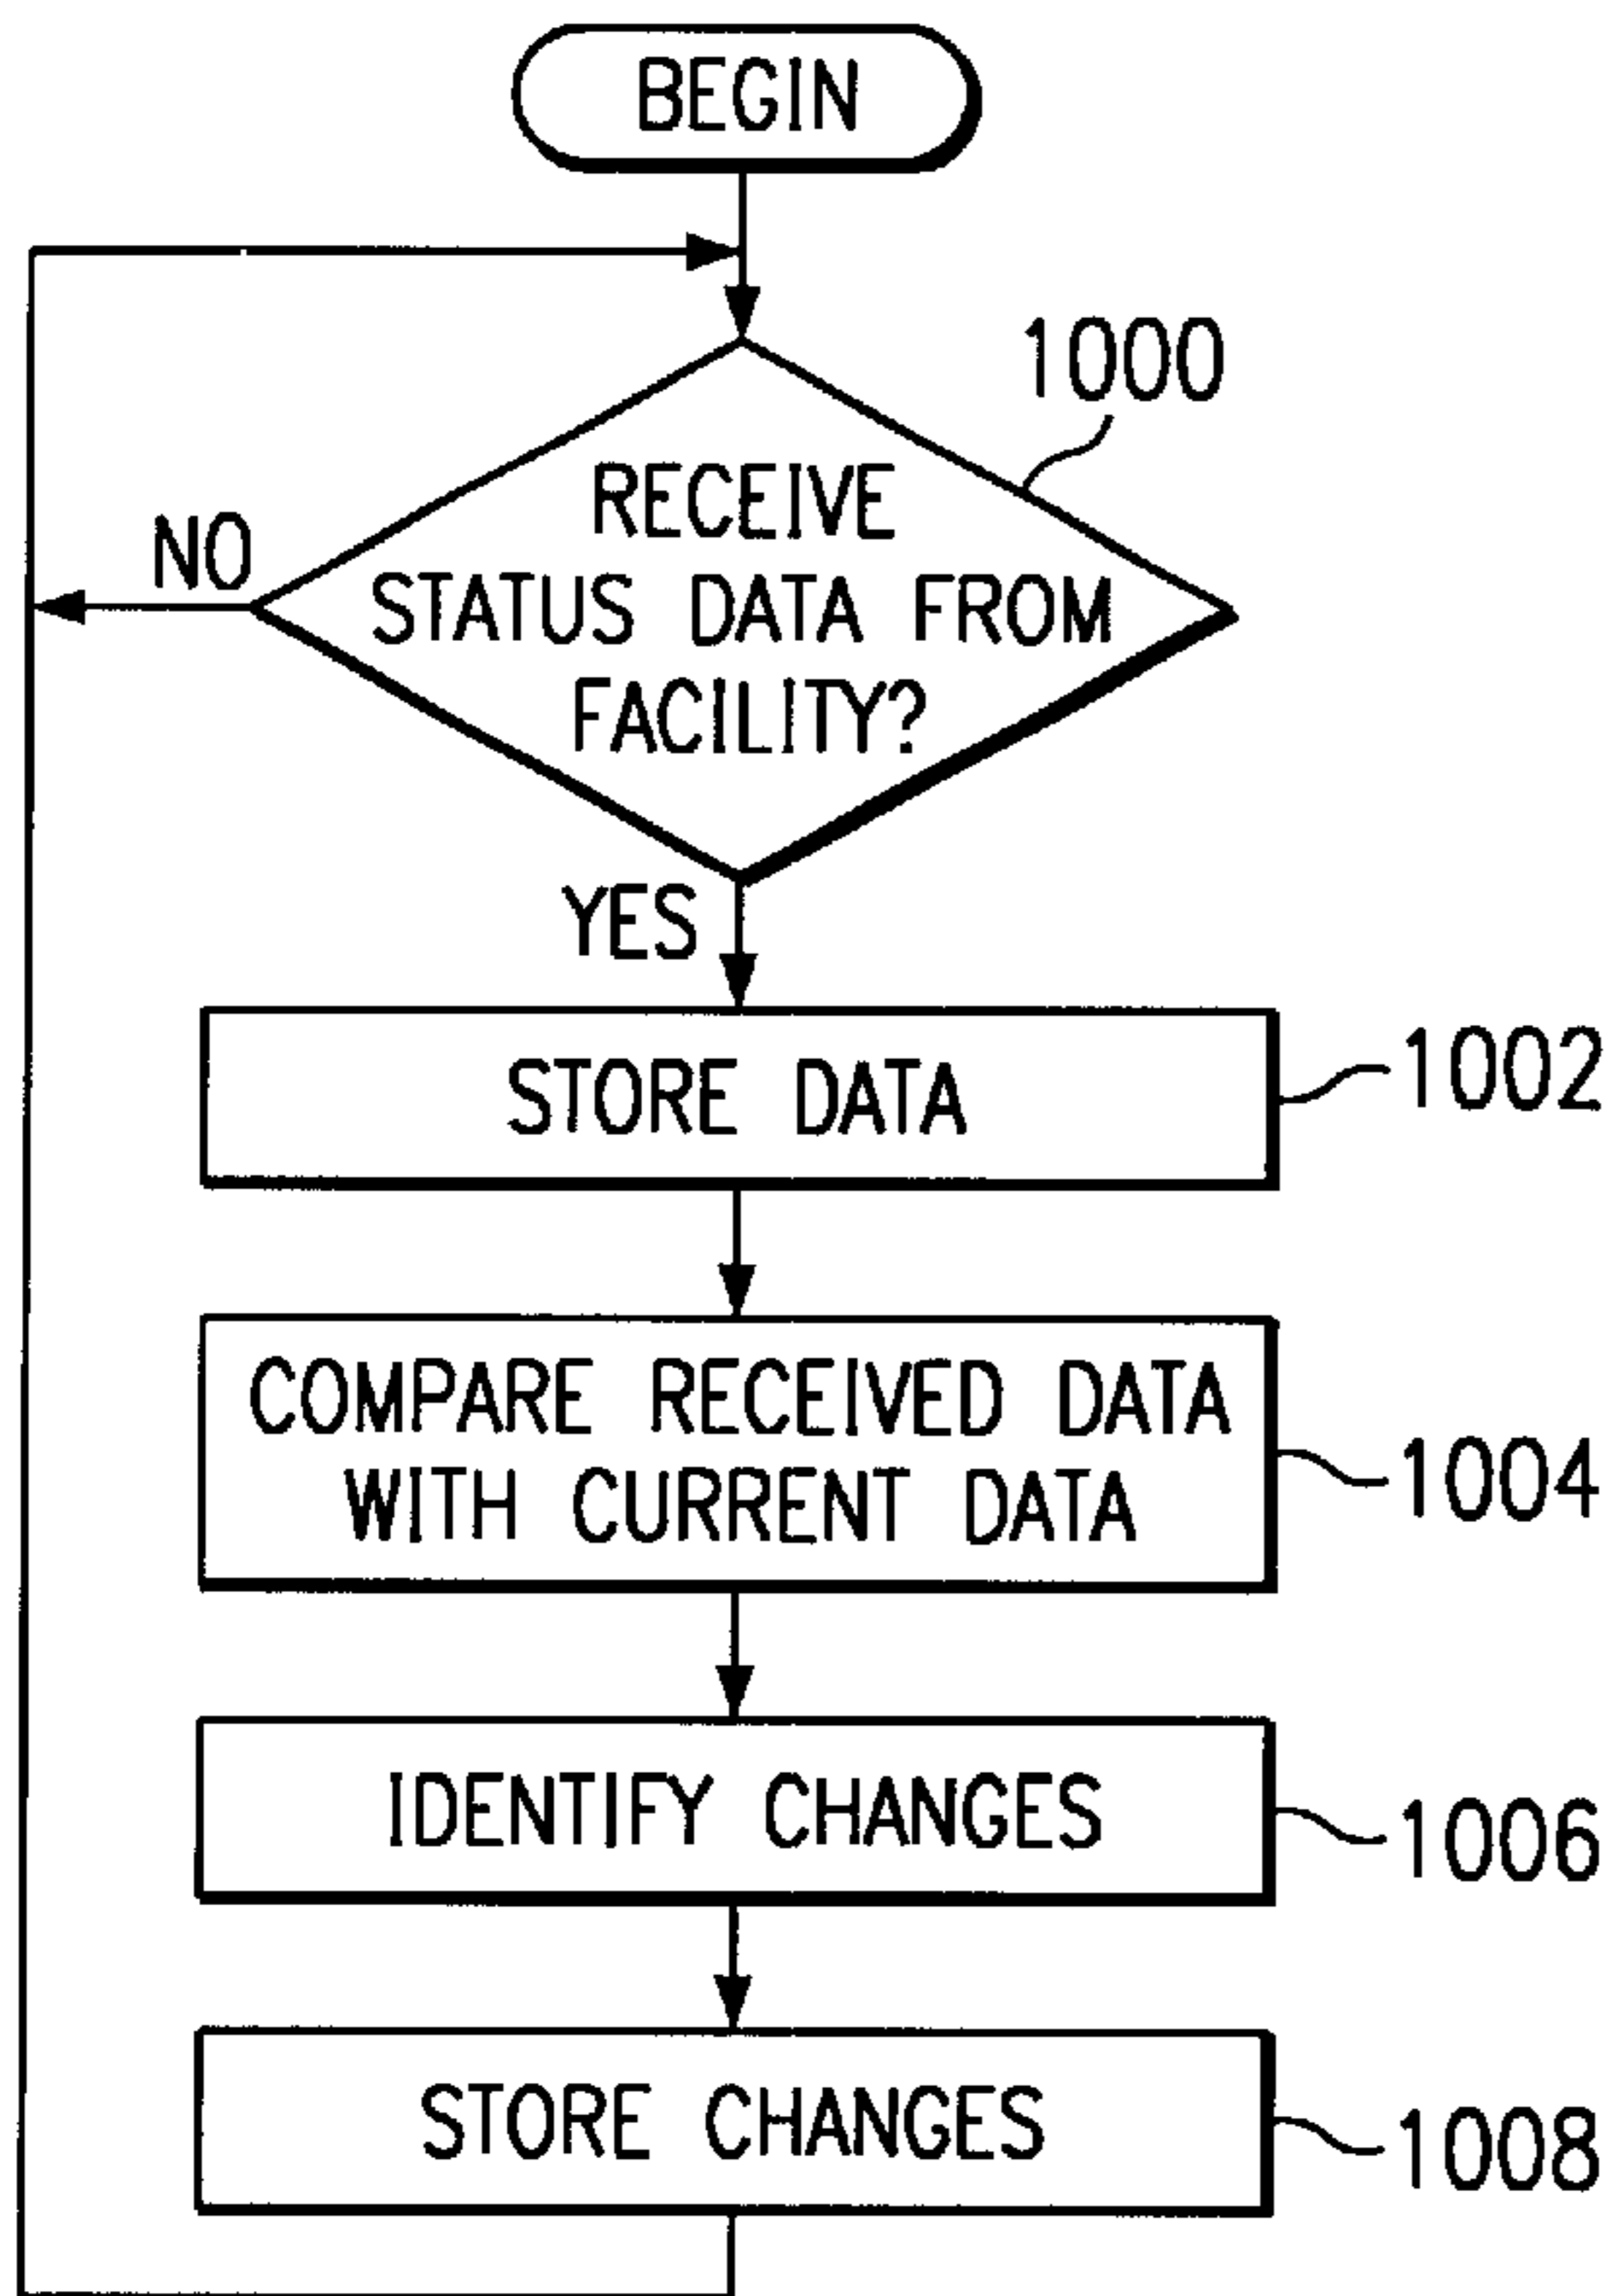 BEGIN
1000
RECEIVE
NO
STATUS DATA FROM
FACILITY?
YES
STORE DATA
1002
COMPARE RECEIVED DATA
WITH CURRENT DATA
1004
IDENTIFY CHANGES
1006
STORE CHANGES
1008